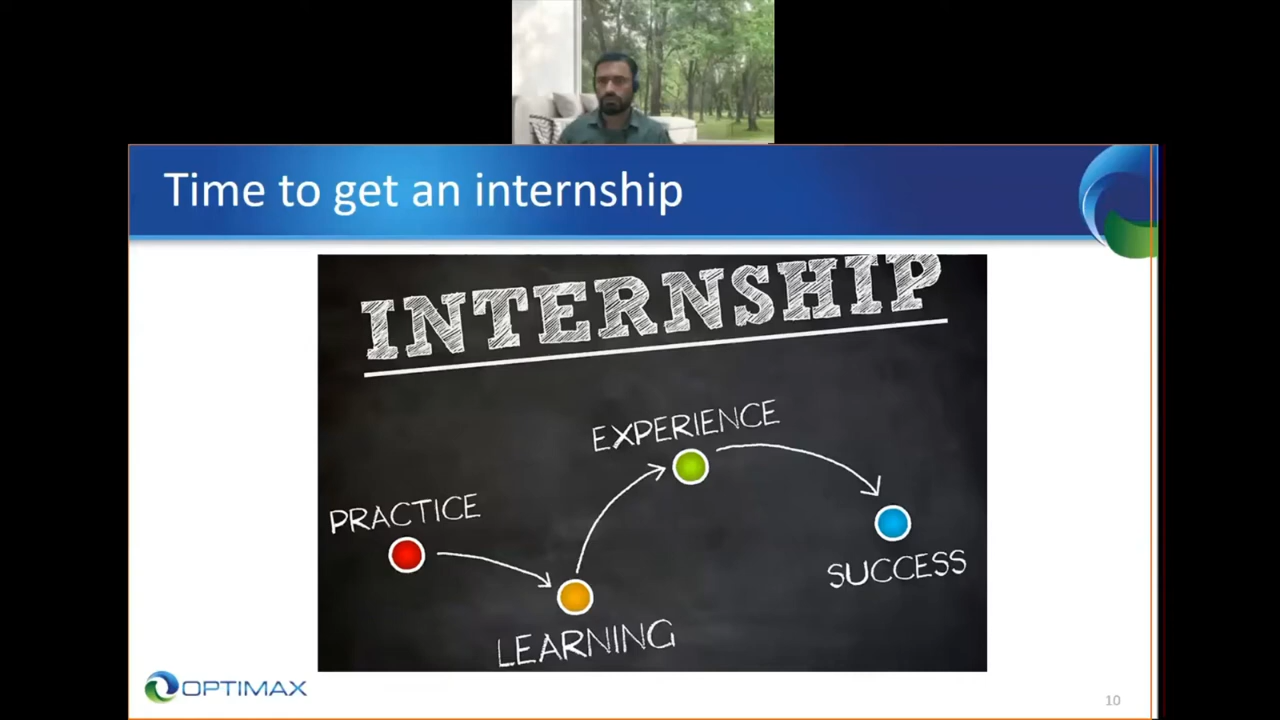 Time to get an internship
INTERNSHIP
EXPERIENCE
PRACTICE
SUCCESS
LEARNING
OPTIMAX
10